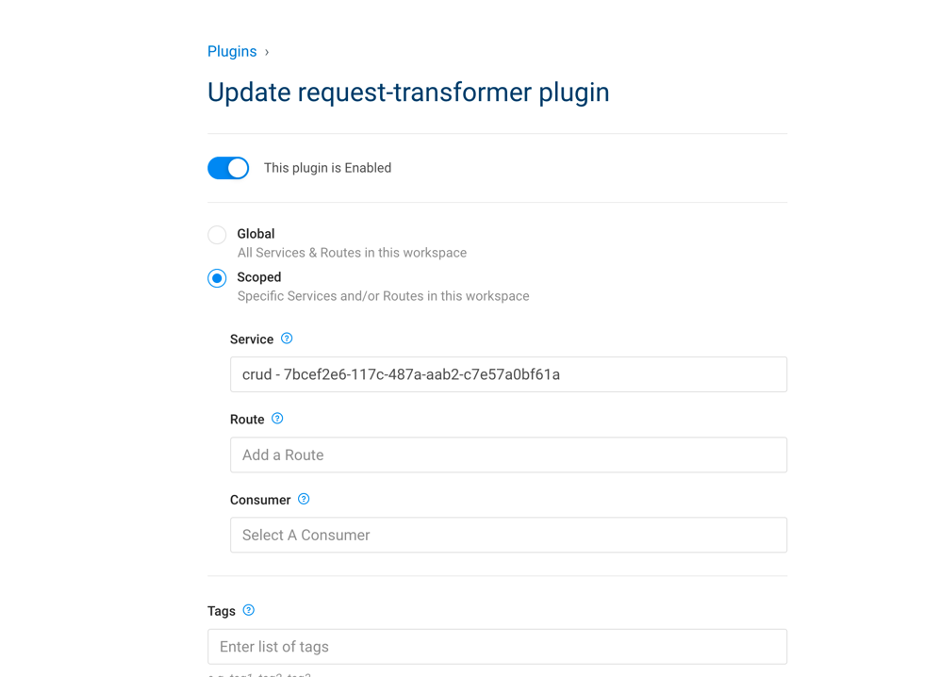 Plugins ›
Update request-transformer plugin
This plugin is Enabled
Global
All Services & Routes in this workspace
Scoped
Specific Services and/or Routes in this workspace
Service
crud - 7bcef2e6-117c-487a-aab2-c7e57a0bf61a
Route
Add a Route
Consumer
Select A Consumer
Tags
Enter list of tags